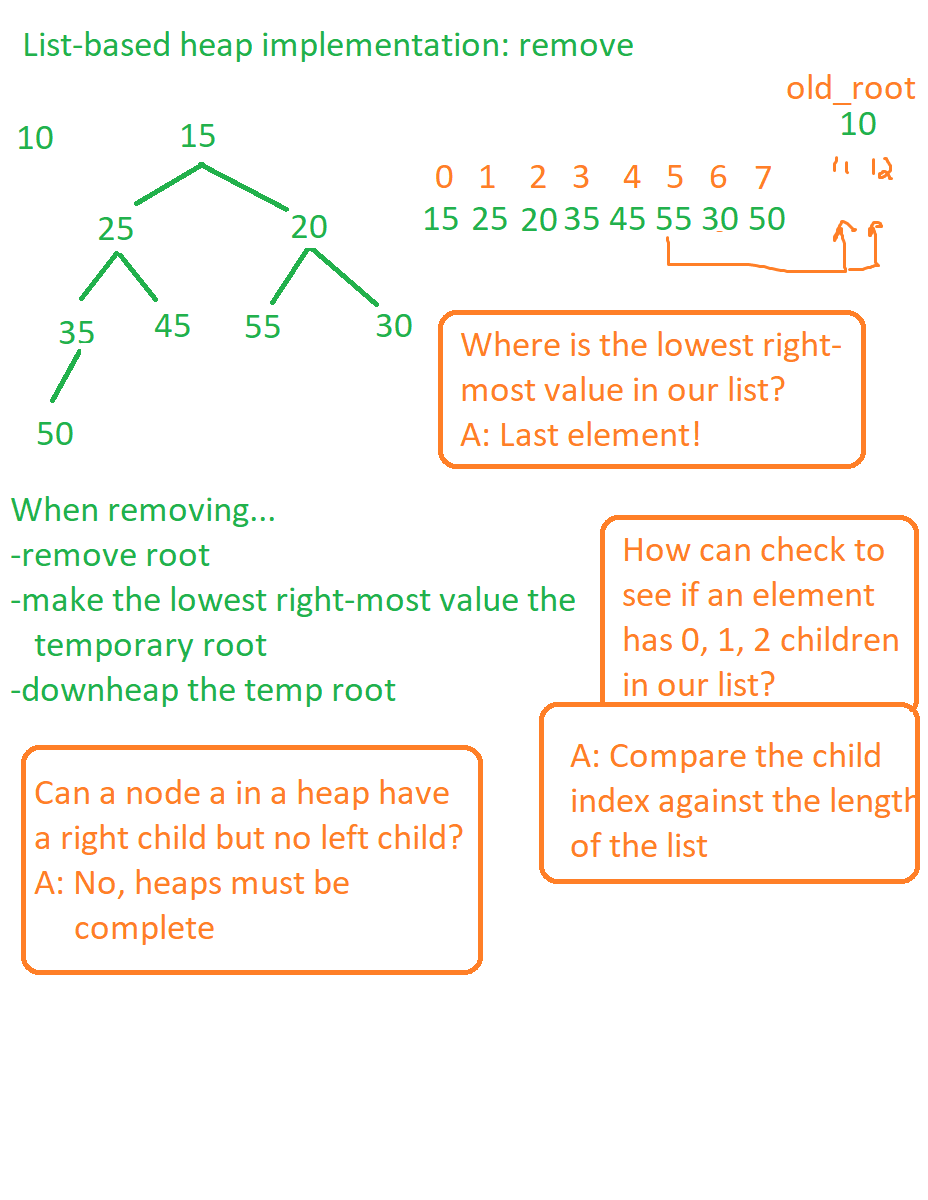 List-based heap implementation: remove
old_root
10
10
15
0 1 2 3 4 5 6 7 11 12
15 25 20 35 45 55 30 50
25 20
35 45 55 30
50
Where is the lowest right-
most value in our list?
A: Last element!
When removing...
-remove root
-make the lowest right-most value the
temporary root
-downheap the temp root
How can check to
see if an element
has 0, 1, 2 children
in our list?
A: Compare the child
index against the length
of the list
Can a node a in a heap have
a right child but no left child?
A: No, heaps must be
complete